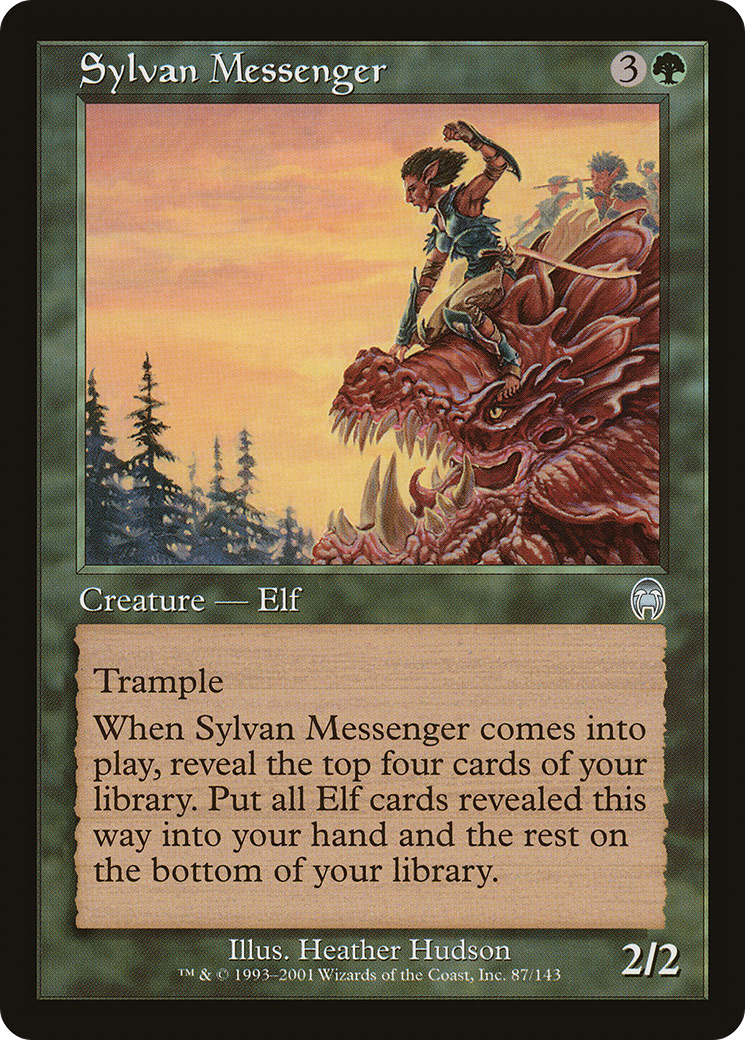 Sylvan Messenger 3
Creature — Elf
Trample
When Sylvan Messenger comes into
play, reveal the top four cards of your
library. Put all Elf cards revealed this
way into your hand and the rest on
the bottom of your library.
Illus. Heather Hudson
™ & © 1993–2001 Wizards of the Coast, Inc. 87/143
2/2